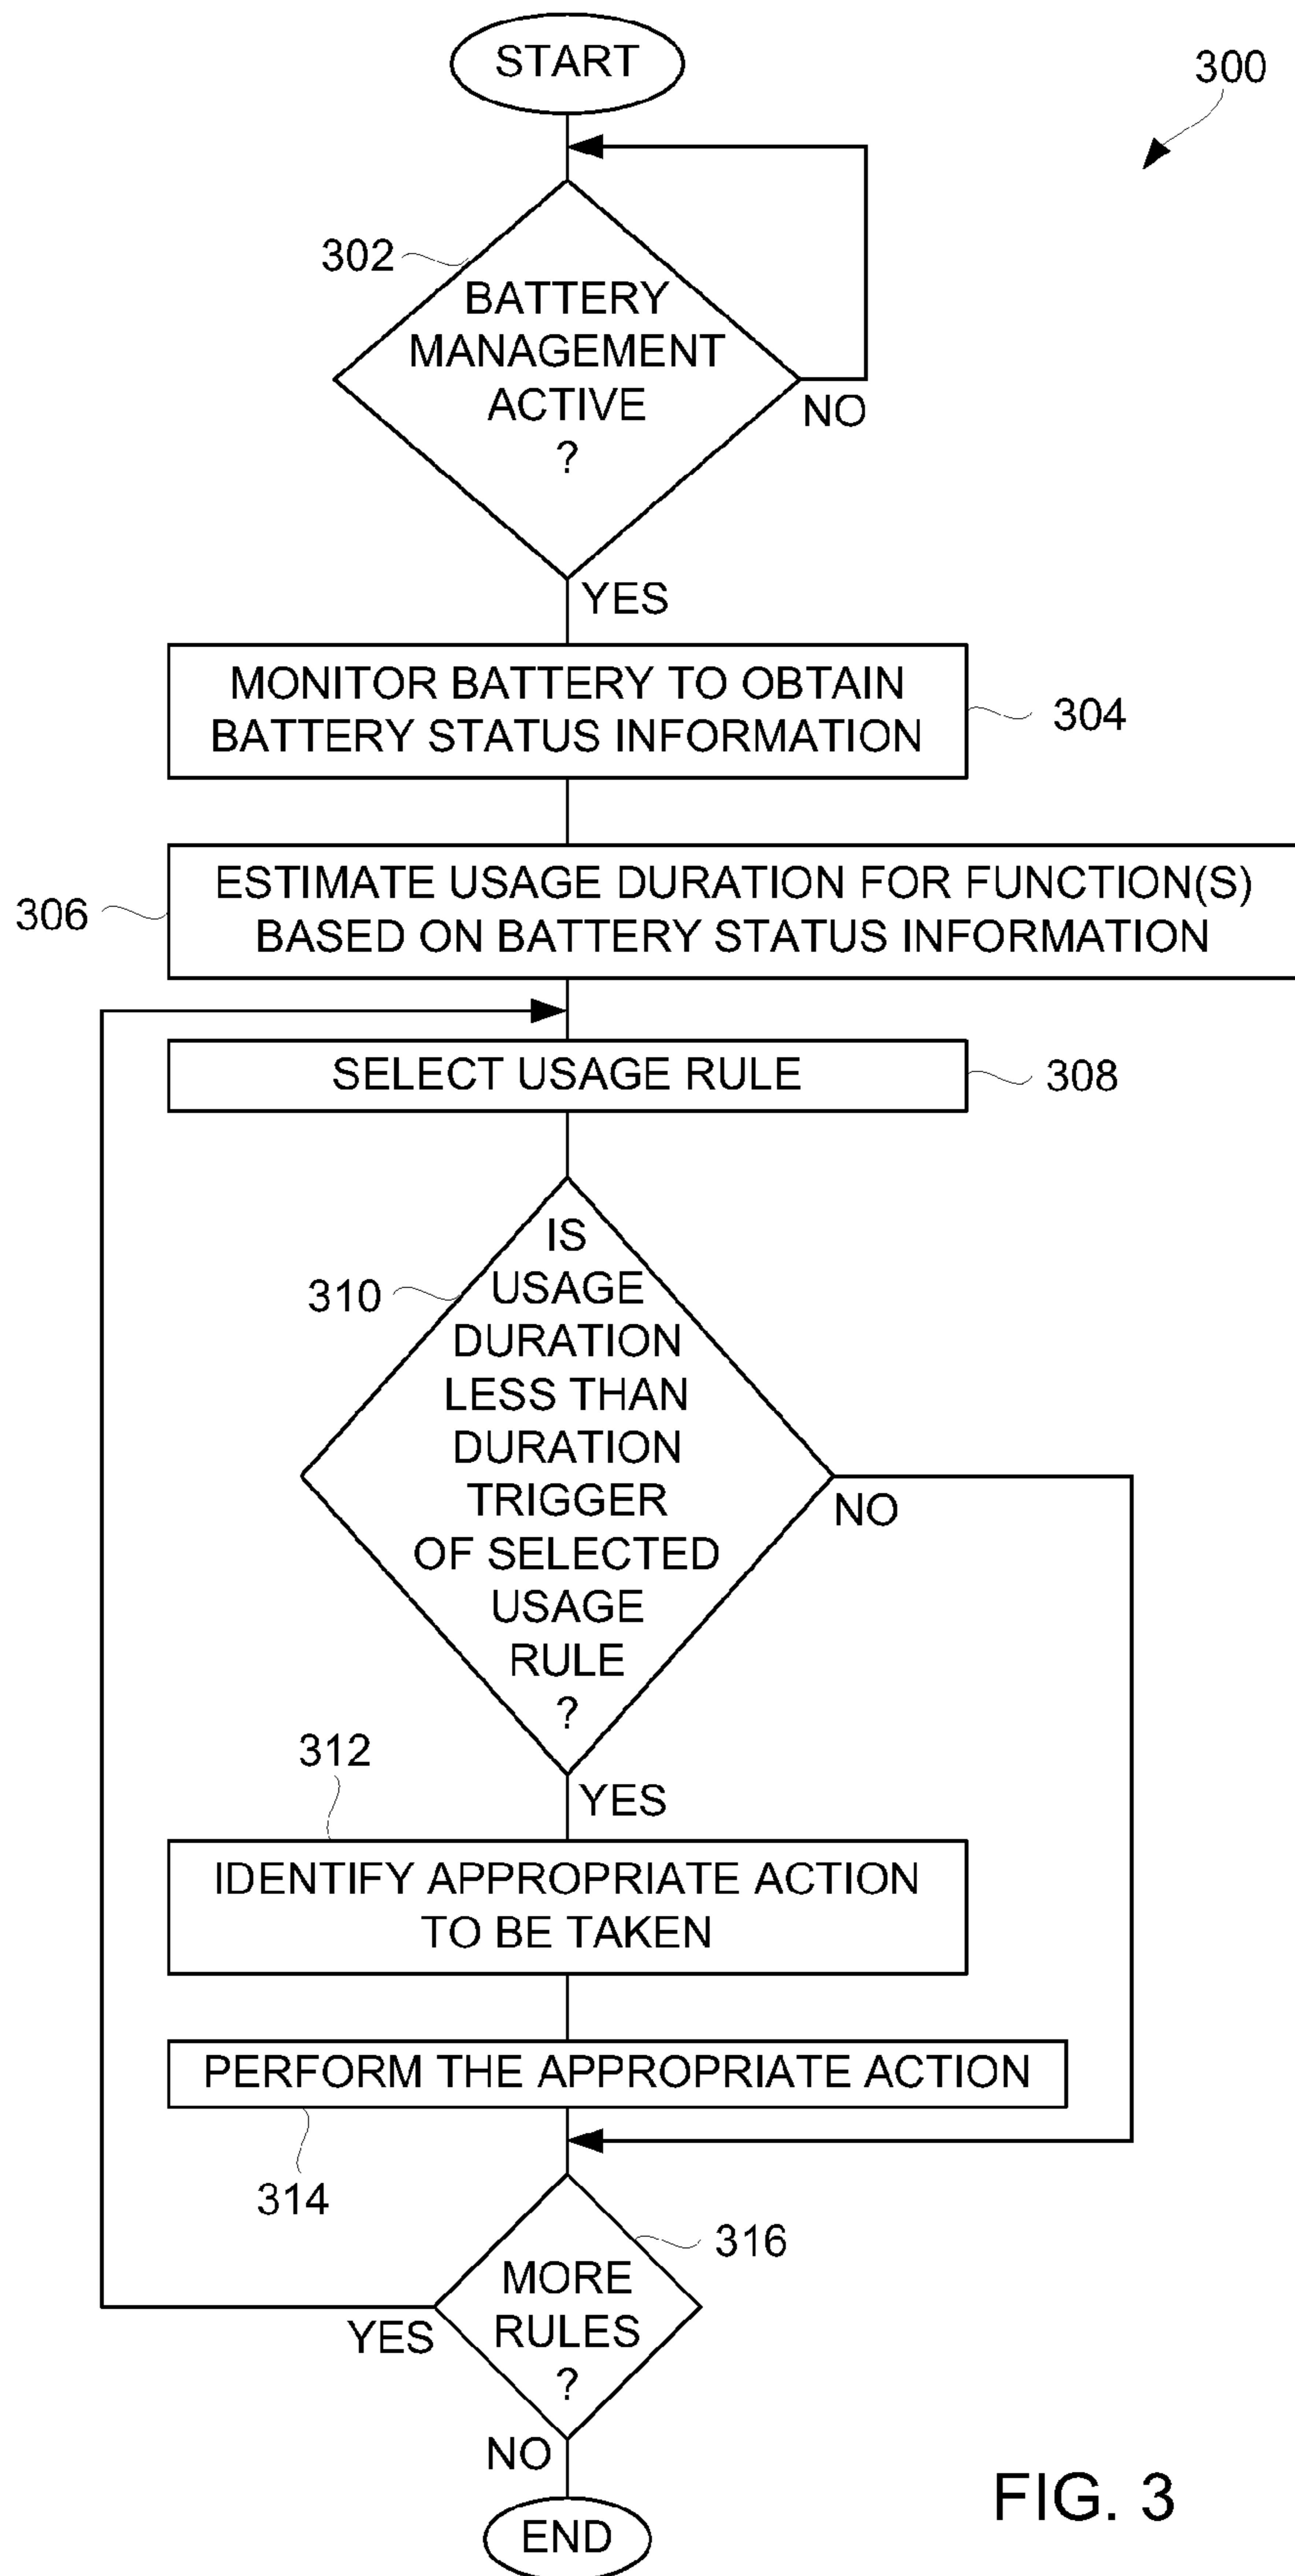 START
300
302
BATTERY
MANAGEMENT
ACTIVE
?
NO
YES
MONITOR BATTERY TO OBTAIN
BATTERY STATUS INFORMATION
304
ESTIMATE USAGE DURATION FOR FUNCTION(S)
BASED ON BATTERY STATUS INFORMATION
306
SELECT USAGE RULE
308
310
IS
USAGE
DURATION
LESS THAN
DURATION
TRIGGER
OF SELECTED
USAGE
RULE
?
NO
YES
312
IDENTIFY APPROPRIATE ACTION
TO BE TAKEN
PERFORM THE APPROPRIATE ACTION
314
316
MORE
RULES
?
YES
NO
END
FIG. 3